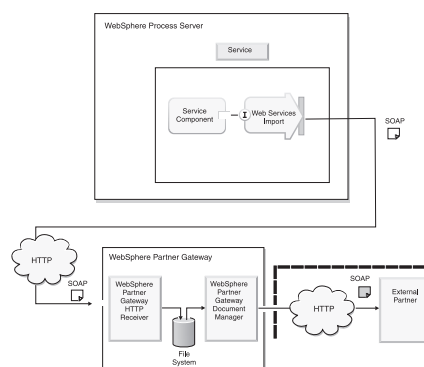 WebSphere Process Server
Service
Service
Component
I
Web Services
Import
SOAP
HTTP
SOAP
WebSphere Partner Gateway
WebSphere
Partner
Gateway
HTTP
Receiver
File
System
WebSphere
Partner
Gateway
Document
Manager
HTTP
SOAP
External
Partner